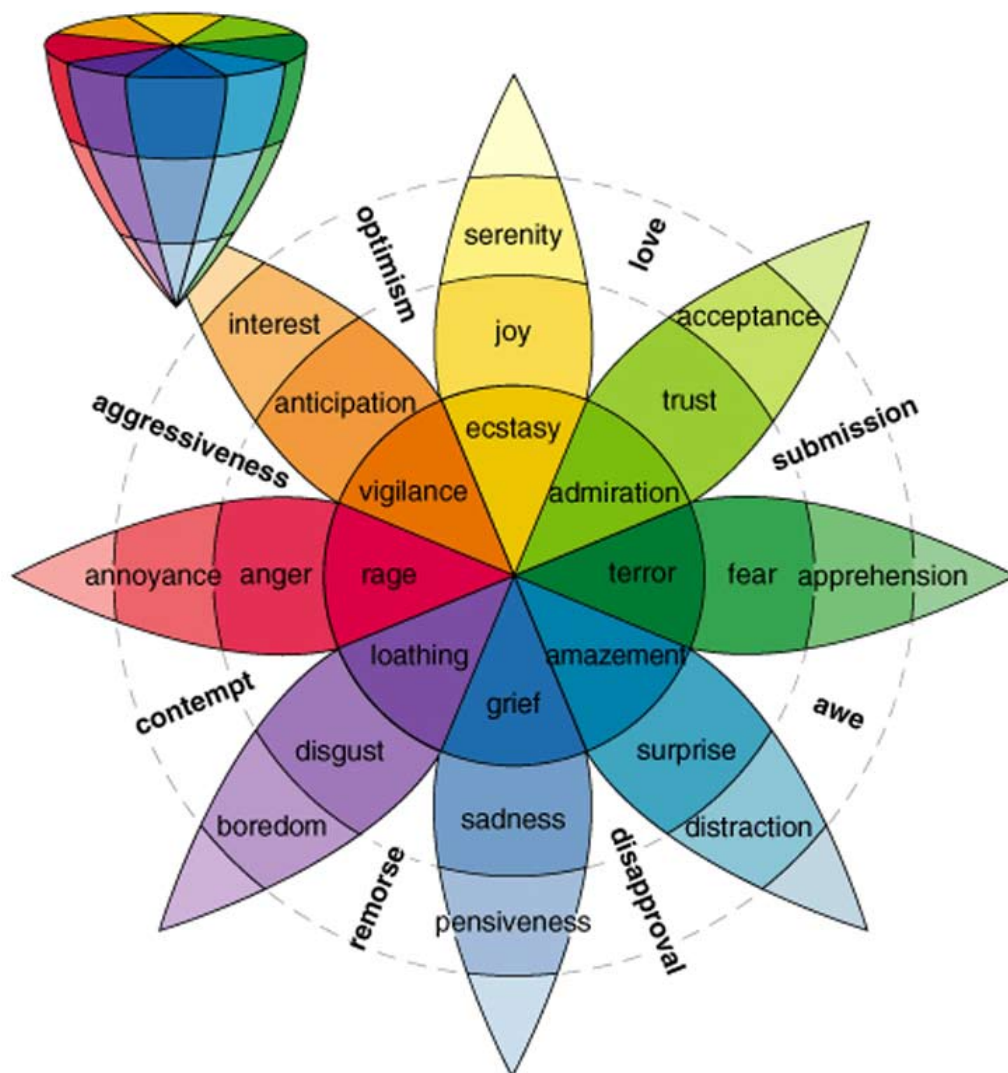 optimism
serenity
love
interest
joy
acceptance
anticipation
trust
aggressiveness
ecstasy
submission
vigilance
admiration
annoyance
anger
rage
terror
fear
apprehension
loathing
amazement
contempt
grief
awe
disgust
surprise
boredom
sadness
distraction
remorse
pensiveness
disapproval